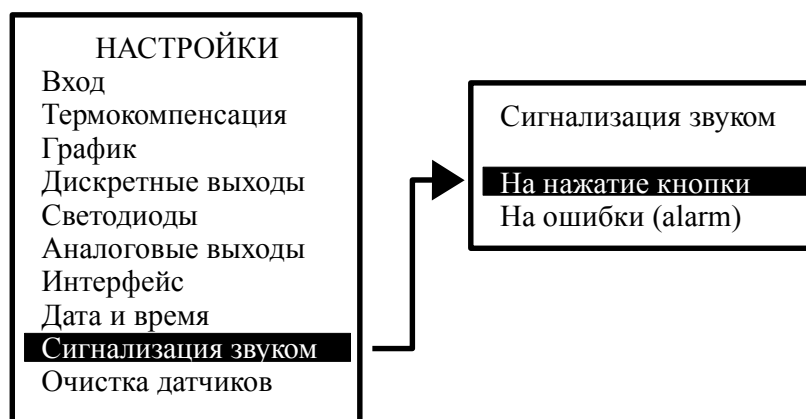 НАСТРОЙКИ
Вход
Термокомпенсация
График
Дискретные выходы
Светодиоды
Аналоговые выходы
Интерфейс
Дата и время
Сигнализация звуком
Очистка датчиков
Сигнализация звуком
На нажатие кнопки
На ошибки (alarm)